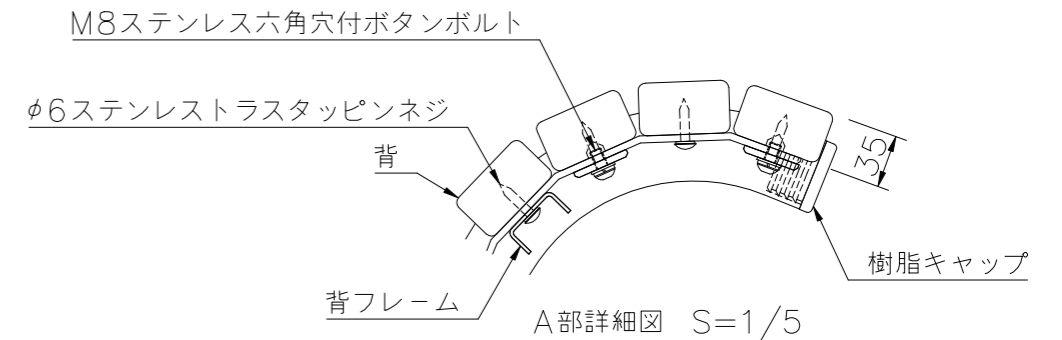 M8ステンレス六角穴付ボタンボルト
φ6ステンレストラスタッピンネジ
背
35
樹脂キャップ
背フレーム
A部詳細図 S=1/5